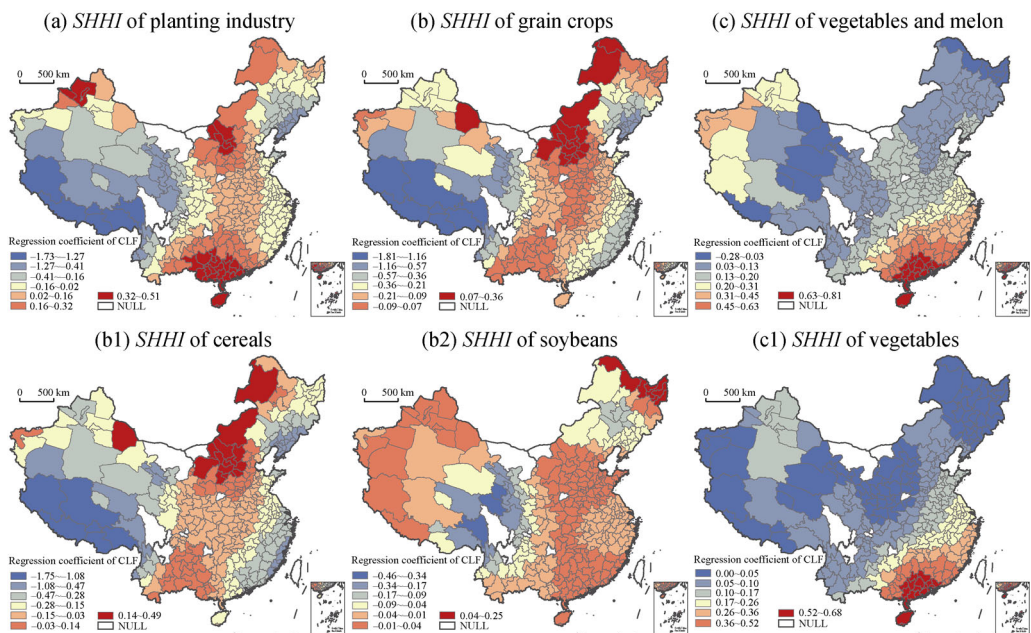 (a) SHHI of planting industry
0 500 km
Regression coefficient of CLF
−1.73~−1.27
−1.27~−0.41
−0.41~−0.16
−0.16~0.02
0.02~0.16
0.16~0.32
0.32~0.51
NULL
(b) SHHI of grain crops
0 500 km
Regression coefficient of CLF
−1.81~−1.16
−1.16~−0.57
−0.57~−0.36
−0.36~−0.21
−0.21~−0.09
−0.09~0.07
0.07~0.36
NULL
(c) SHHI of vegetables and melon
0 500 km
Regression coefficient of CLF
−0.28~0.03
0.03~0.13
0.13~0.20
0.20~0.31
0.31~0.45
0.45~0.63
0.63~0.81
NULL
(b1) SHHI of cereals
0 500 km
Regression coefficient of CLF
−1.75~−1.08
−1.08~−0.47
−0.47~−0.28
−0.28~−0.15
−0.15~−0.03
−0.03~0.14
0.14~0.49
NULL
(b2) SHHI of soybeans
0 500 km
Regression coefficient of CLF
−0.46~−0.34
−0.34~−0.17
−0.17~−0.09
−0.09~−0.04
−0.04~−0.01
−0.01~0.04
0.04~0.25
NULL
(c1) SHHI of vegetables
0 500 km
Regression coefficient of CLF
0.00~0.05
0.05~0.10
0.10~0.17
0.17~0.26
0.26~0.36
0.36~0.52
0.52~0.68
NULL